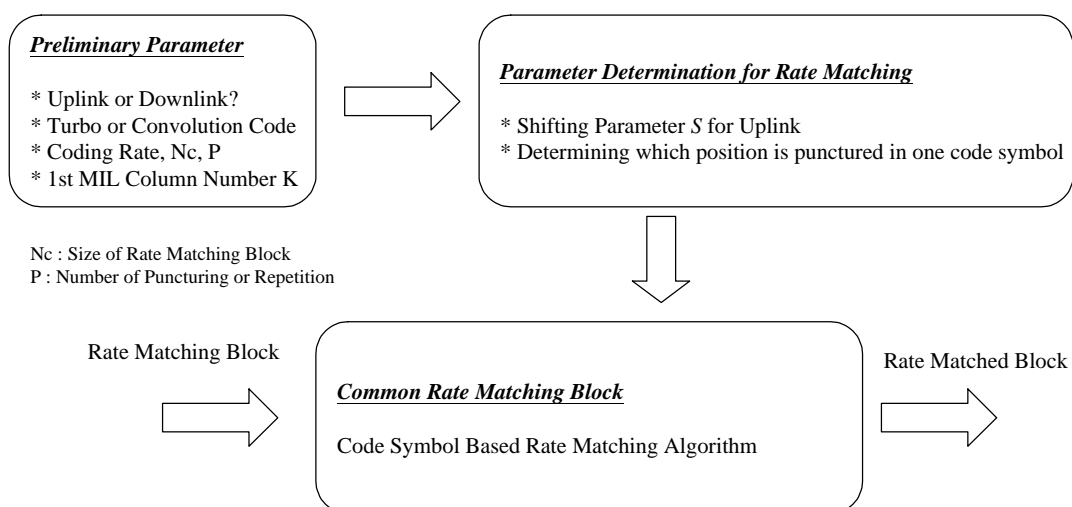 Preliminary Parameter
* Uplink or Downlink?
* Turbo or Convolution Code
* Coding Rate, Nc, P
* 1st MIL Column Number K
Parameter Determination for Rate Matching
* Shifting Parameter S for Uplink
* Determining which position is punctured in one code symbol
Nc : Size of Rate Matching Block
P : Number of Puncturing or Repetition
Rate Matching Block
Common Rate Matching Block
Code Symbol Based Rate Matching Algorithm
Rate Matched Block